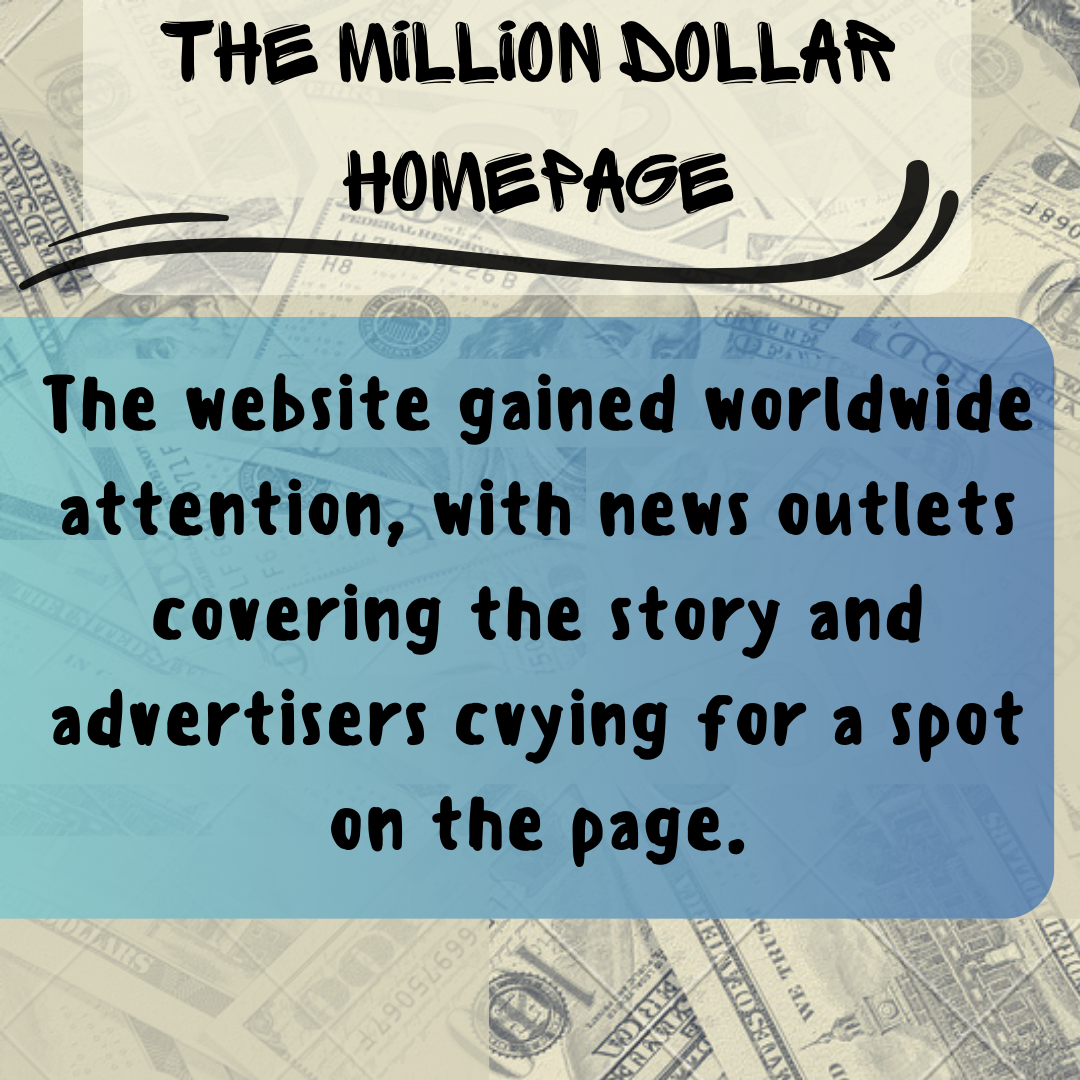 THE MILLION DOLLAR
HOMEPAGE
The website gained worldwide
attention, with news outlets
covering the story and
advertisers cvying for a spot
on the page.